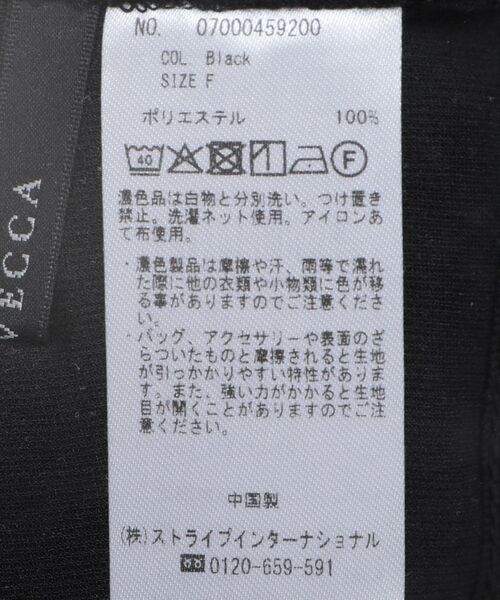 NO. 07000459200
COL Black
SIZE F
ポリエステル 100%
40
F
濃色品は白物と分別洗い。つけ置き
禁止。洗濯ネット使用。アイロンあ
て布使用。
・濃色製品は摩擦や汗、雨等で濡れ
た際に他の衣類や小物類に色が移
る事がありますのでご注意くださ
い。
・バッグ、アクセサリーや表面のざ
らついたものと摩擦されると生地
が引っかかりやすい特性がありま
す。また、強い力がかかると生地
目が開くことがありますのでご注
意ください。
中国製
(株)ストライプインターナショナル
0120-659-591
VECCA